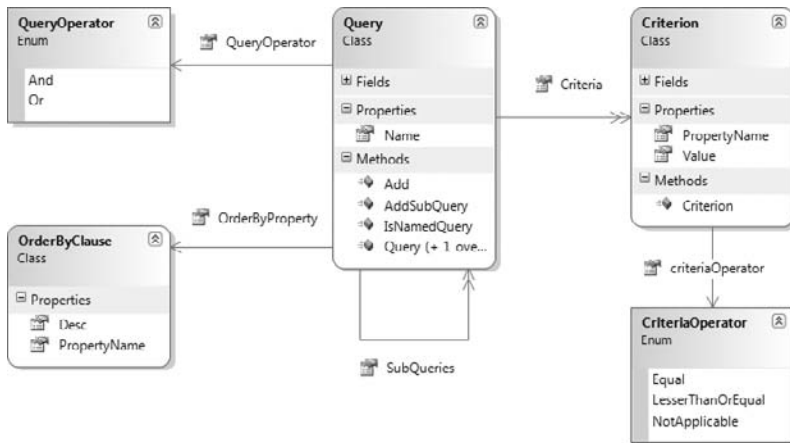 QueryOperator
Enum
And
Or
QueryOperator
Query
Class
Fields
Properties
Name
Methods
Add
AddSubQuery
IsNamedQuery
Query (+ 1 ove...
Criteria
Criterion
Class
Fields
Properties
PropertyName
Value
Methods
Criterion
OrderByProperty
OrderByClause
Class
Properties
Desc
PropertyName
SubQueries
criteriaOperator
CriteriaOperator
Enum
Equal
LesserThanOrEqual
NotApplicable